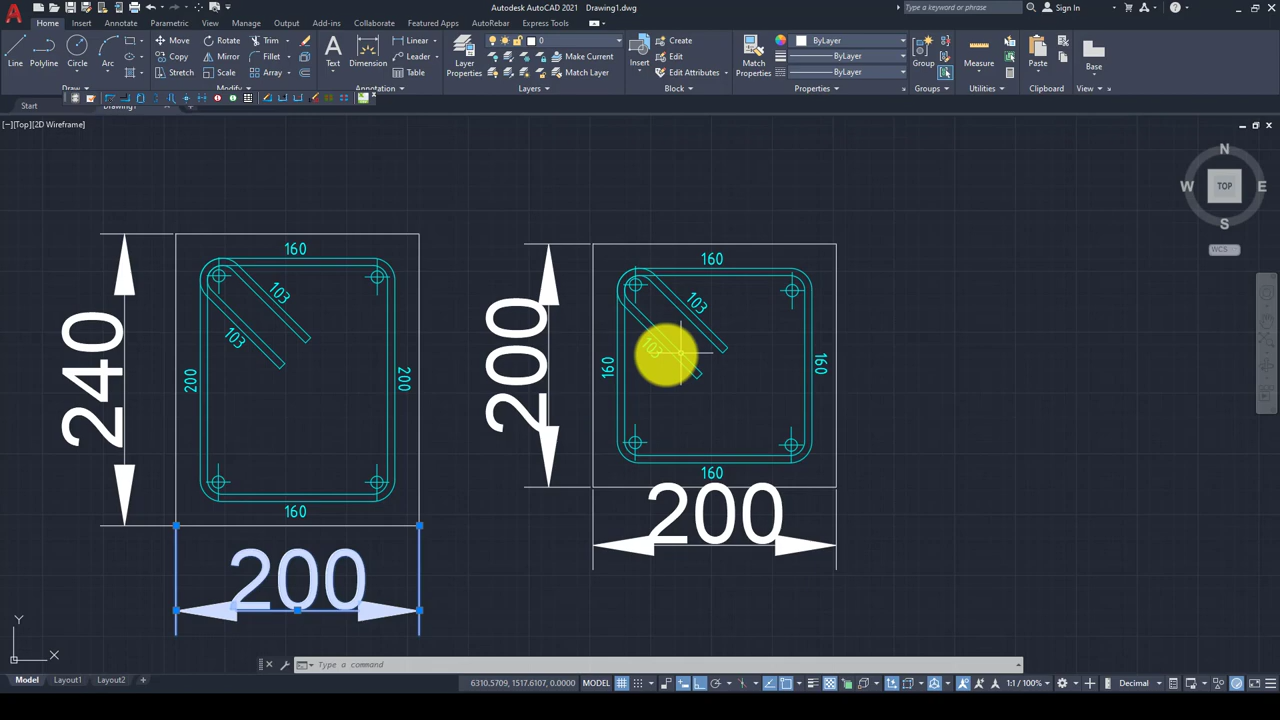 Autodesk AutoCAD 2021 Drawing1.dwg
Type a keyword or phrase
Sign In
Home Insert Annotate Parametric View Manage Output Add-ins Collaborate Featured Apps AutoRebar Express Tools
Line Polyline Circle Arc
Move Rotate Trim
Copy Mirror Fillet
Stretch Scale Array
Text Dimension
Linear
Leader
Table
Layer
Properties
0
Make Current
Match Layer
Insert
Create
Edit
Edit Attributes
Match
Properties
ByLayer
ByLayer
ByLayer
Group
Measure
Paste
Base
Draw Modify Annotation Layers Block Properties Groups Utilities Clipboard View
Start Drawing1
[−][Top][2D Wireframe]
N
W TOP E
S
WCS
160
103
103
200
200
160
240
200
160
103
103
160
160
160
200
200
Y
X
Type a command
Model Layout1 Layout2
6310.5709, 1517.6107, 0.0000 MODEL 1:1 / 100% Decimal